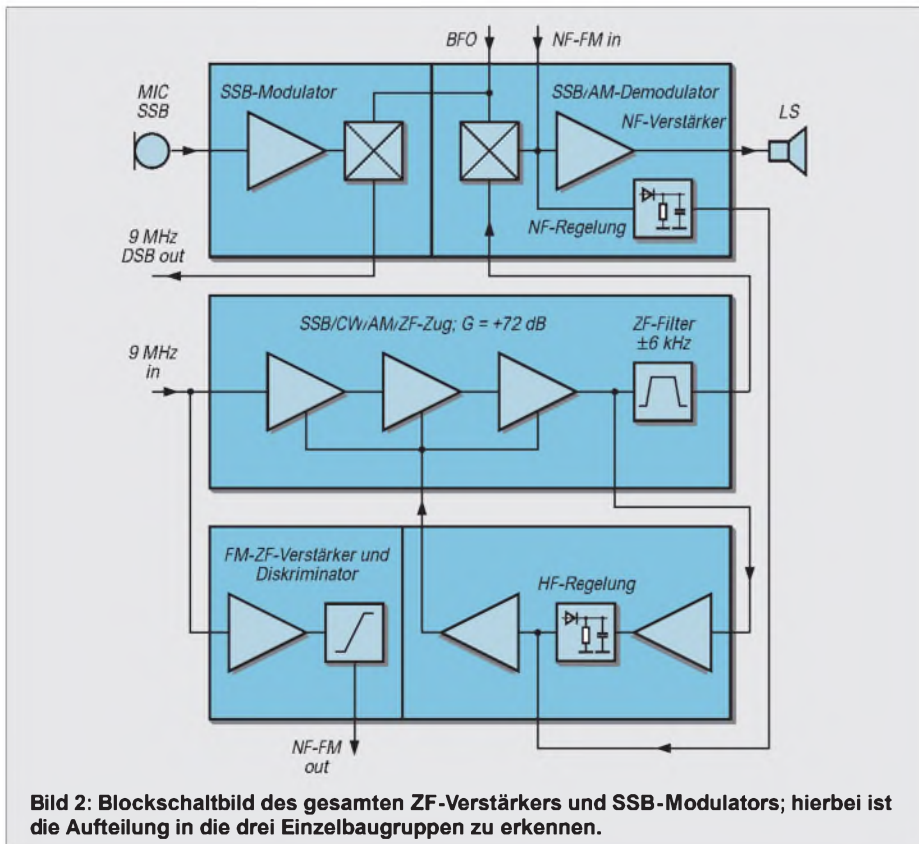 BFO
NF-FM in
MIC
SSB
SSB-Modulator
SSB/AM-Demodulator
NF-Verstärker
LS
NF-Regelung
9 MHz
DSB out
SSB/CW/AM/ZF-Zug; G = +72 dB
ZF-Filter
±6 kHz
9 MHz
in
FM-ZF-Verstärker und
Diskriminator
HF-Regelung
NF-FM
out
Bild 2: Blockschaltbild des gesamten ZF-Verstärkers und SSB-Modulators; hierbei ist
die Aufteilung in die drei Einzelbaugruppen zu erkennen.